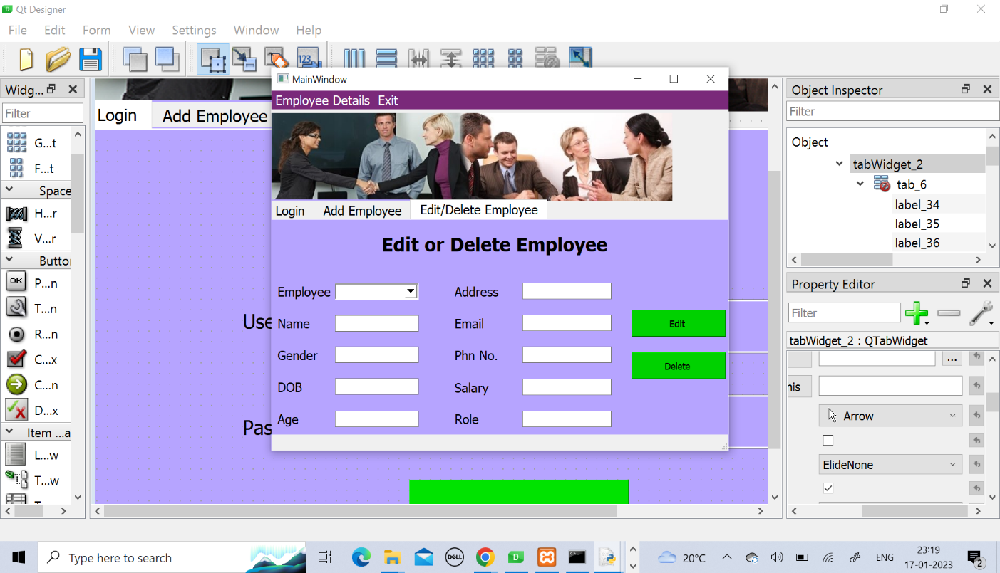 Qt Designer
File Edit Form View Settings Window Help
123
Widg...
Filter
G...t
F...t
Space
H...r
V...r
Butto
OK P...n
T...n
R...n
C...x
C...n
D...x
Item ...a
L...w
T...w
Login Add Employee
Use
Pas
MainWindow
Employee Details Exit
Login Add Employee Edit/Delete Employee
Edit or Delete Employee
Employee Address
Name Email Edit
Gender Phn No. Delete
DOB Salary
Age Role
Object Inspector
Filter
Object
tabWidget_2
tab_6
label_34
label_35
label_36
Property Editor
Filter
tabWidget_2 : QTabWidget
...
his
Arrow
ElideNone
Type here to search
DELL
20°C
ENG
23:19
17-01-2023
2